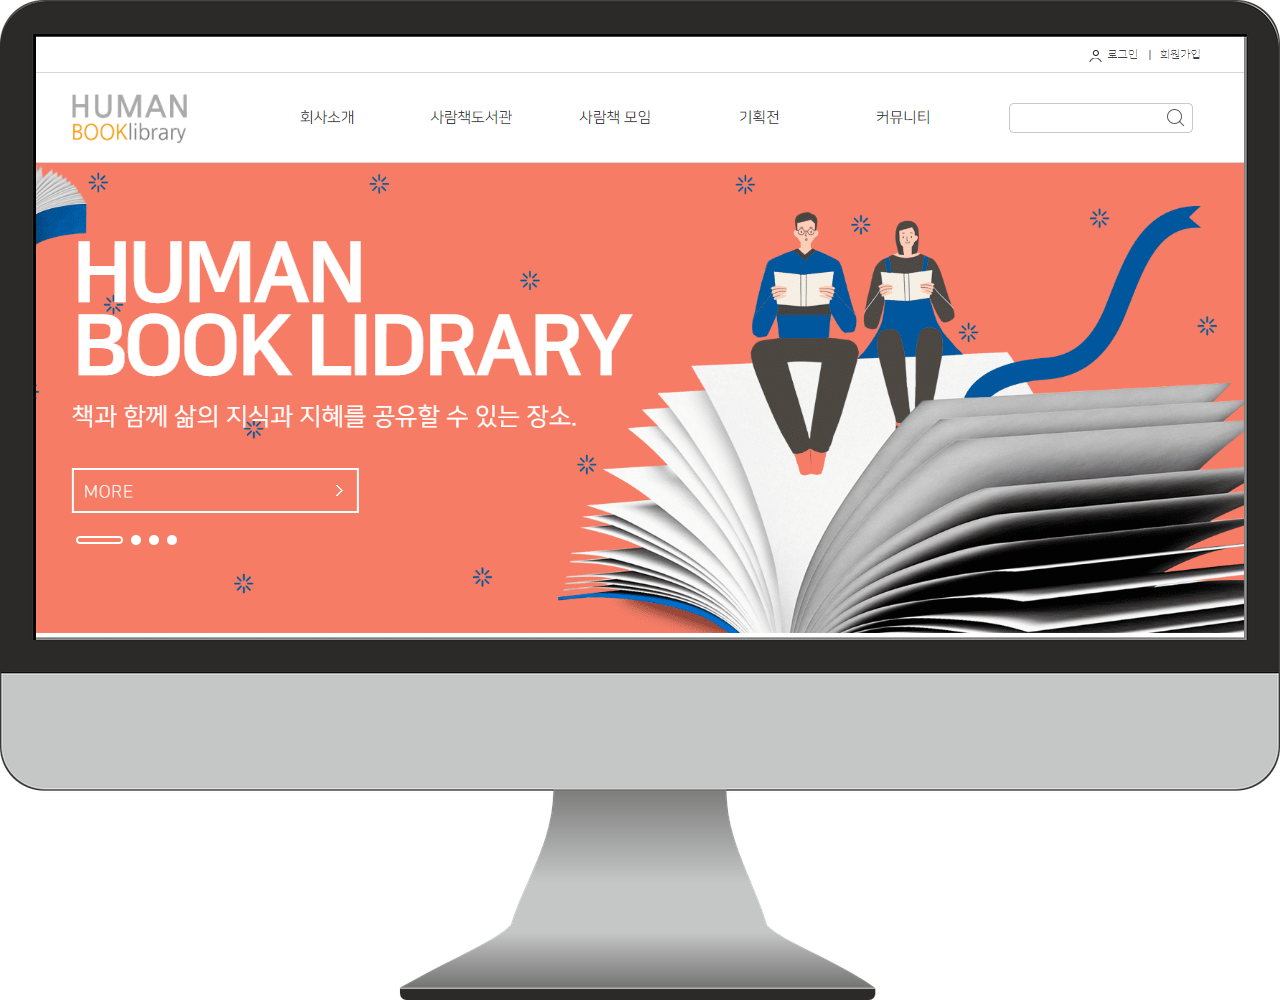 로그인 | 회원가입
HUMAN
BOOKlibrary
회사소개 사람책도서관 사람책 모임 기획전 커뮤니티
HUMAN
BOOK LIDRARY
책과 함께 삶의 지식과 지혜를 공유할 수 있는 장소.
MORE